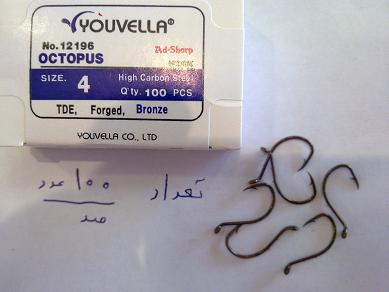 YOUVELLA®
No. 12196
Ad-Sharp
OCTOPUS
SIZE. 4
High Carbon Steel
Q'ty. 100 PCS
TDE, Forged, Bronze
YOUVELLA CO., LTD
تعداد ۱۰۰ عدد
صد